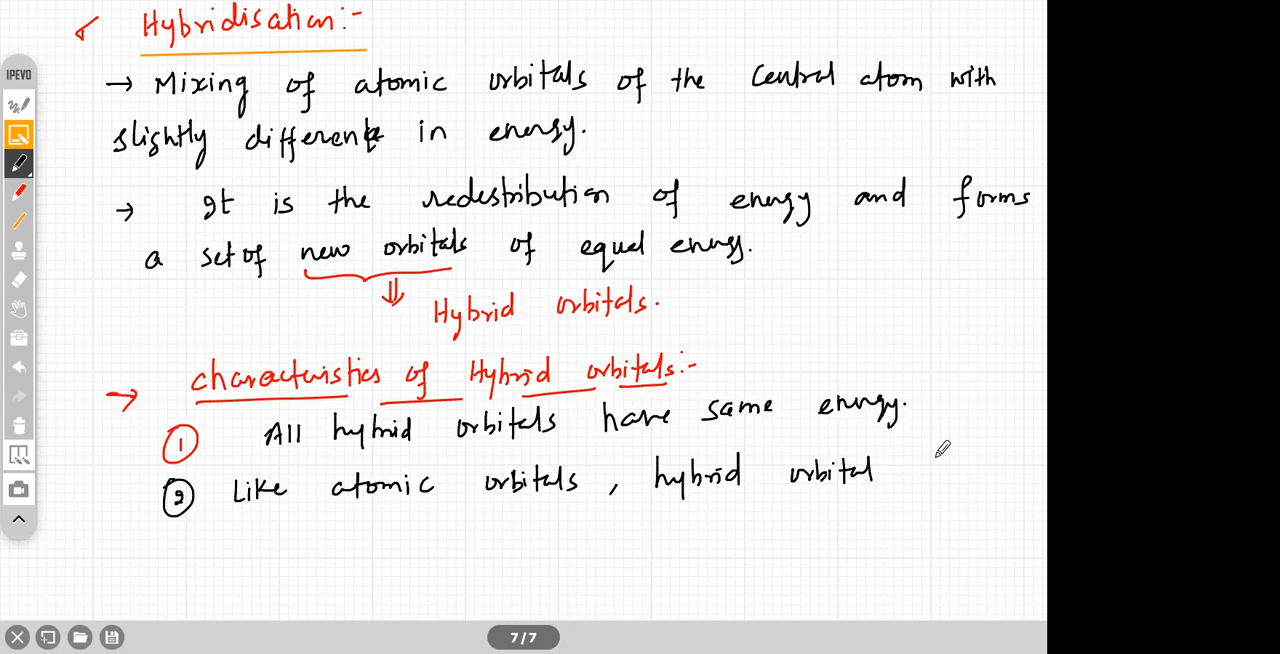 Hybridisation:-
→ Mixing of atomic orbitals of the central atom with
slightly different in energy.
→ It is the redestribution of energy and forms
a set of new orbitals of equal energy.
⇓ Hybrid orbitals.
→ characteristics of Hybrid orbitals:-
① All hybrid orbitals have same energy.
② Like atomic orbitals, hybrid orbital
IPEVO
7/7